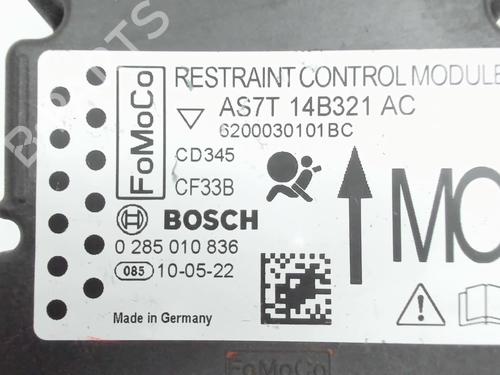 RESTRAINT CONTROL MODULE
FoMoCo
AS7T 14B321 AC
6200030101BC
CD345
CF33B
BOSCH
0 285 010 836
085 10-05-22
Made in Germany
FoMoCo